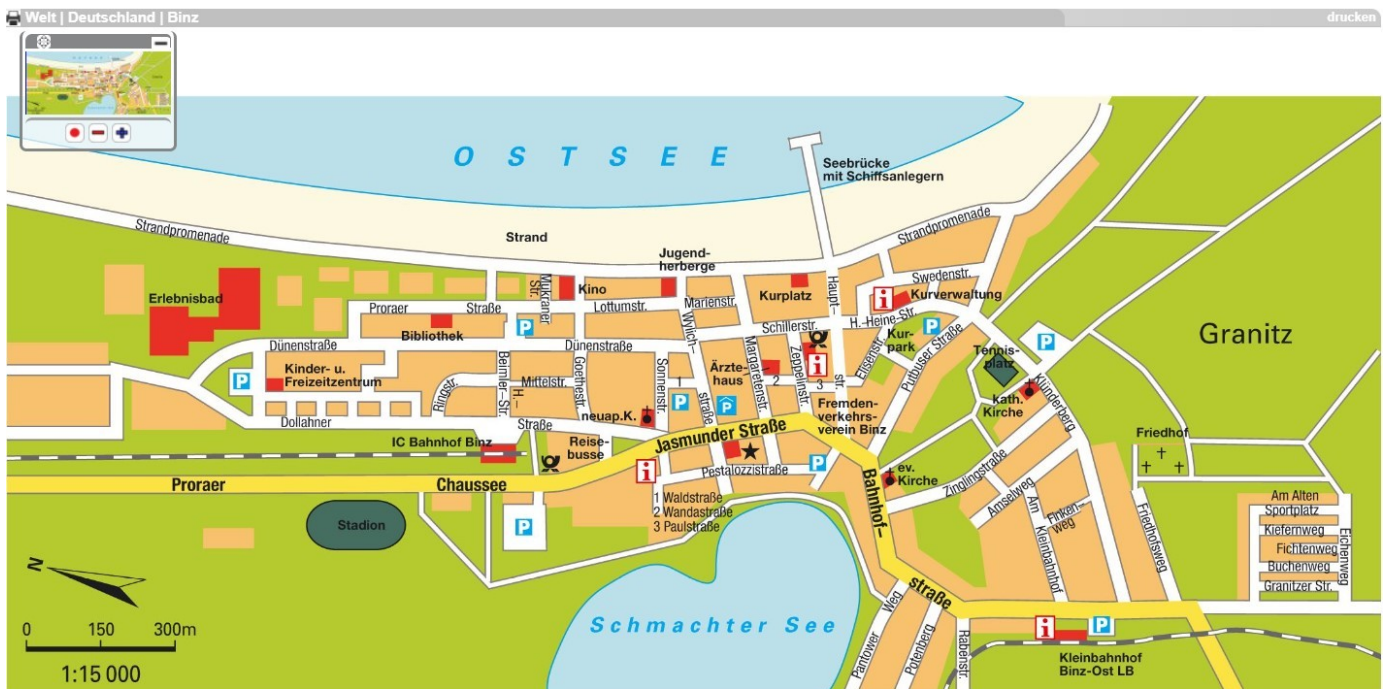 Welt | Deutschland | Binz
drucken
OSTSEE
Seebrücke
mit Schiffsanlegern
Strandpromenade
Strandpromenade
Strand
Jugend-
herberge
Swedenstr.
Erlebnisbad
Mukraner
Str.
Kino
Kurplatz
Haupt–
i
Kurverwaltung
Proraer
Straße
Lottumstr.
Marienstr.
Wylich–
Bibliothek
P
Schillerstr.
H.–Heine–Str.
P
Granitz
Dünenstraße
Dünenstraße
Kur-
park
P
Tennis-
platz
Kinder- u.
Freizeitzentrum
P
Ringstr.
Mittelstr.
Goethestr.
Sonnenstr.
1
P
Ärzte-
haus
P
Margaretenstr.
2
Zeppelinstr.
i
3
str.
Elisenstr.
Putbuser Straße
straße
H.–
Dollahner
Straße
neuap.K.
Fremden-
verkehrs-
verein Binz
kath.
Kirche
Klünderberg
IC Bahnhof Binz
Reise-
busse
Jasmunder Straße
Friedhof
i
Pestalozzistraße
P
ev.
Kirche
Zinglingstraße
Proraer
Chaussee
1 Waldstraße
2 Wandastraße
3 Paulstraße
Bahnhof–
straße
Amselweg
Finken–
weg
Am
Kleinbahnhof
Friedhofsweg
Am Alten
Sportplatz
Kiefernweg
Fichtenweg
Buchenweg
Granitzer Str.
Eichenweg
Stadion
P
N
Schmachter See
Pantower
Weg
Potenberg
Rabenstr.
i
P
Kleinbahnhof
Binz-Ost LB
0 150 300m
1:15 000